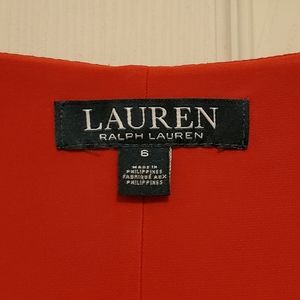 LAUREN
RALPH LAUREN
6
MADE IN
PHILIPPINES
FABRIQUÉ AUX
PHILIPPINES